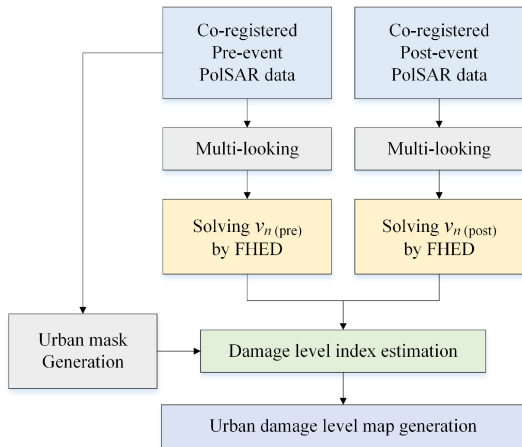 Co-registered
Pre-event
PolSAR data
Co-registered
Post-event
PolSAR data
Multi-looking
Multi-looking
Solving v_n (pre)
by FHED
Solving v_n (post)
by FHED
Urban mask
Generation
Damage level index estimation
Urban damage level map generation